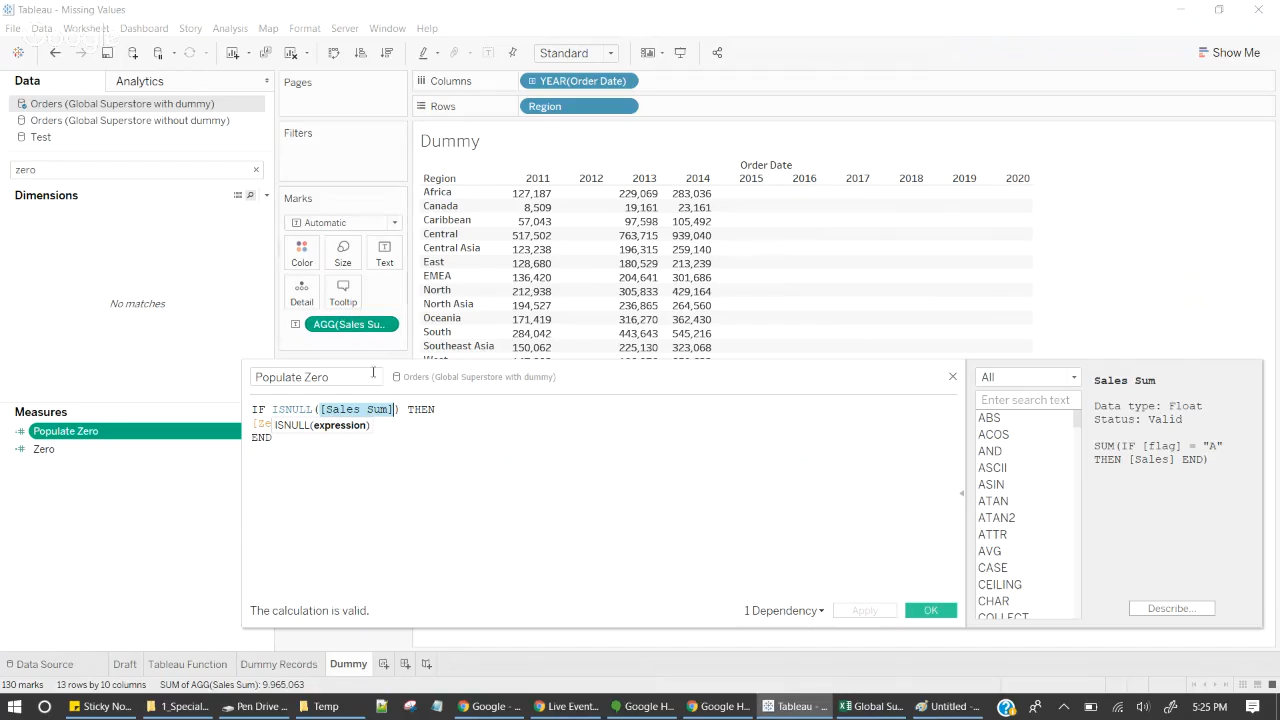 Tableau - Missing Values
File Data Worksheet Dashboard Story Analysis Map Format Server Window Help
Standard
Show Me
Data Analytics
Orders (Global Superstore with dummy)
Orders (Global Superstore without dummy)
Test
zero
Dimensions
No matches
Measures
Populate Zero
Zero
Pages
Filters
Marks
Automatic
Color Size Text
Detail Tooltip
AGG(Sales Su..
Columns YEAR(Order Date)
Rows Region
Dummy
Order Date
Region 2011 2012 2013 2014 2015 2016 2017 2018 2019 2020
Africa 127,187 229,069 283,036
Canada 8,509 19,161 23,161
Caribbean 57,043 97,598 105,492
Central 517,502 763,715 939,040
Central Asia 123,238 196,315 259,140
East 128,680 180,529 213,239
EMEA 136,420 204,641 301,686
North 212,938 305,833 429,164
North Asia 194,527 236,865 264,560
Oceania 171,419 316,270 362,430
South 284,042 443,643 545,216
Southeast Asia 150,062 225,130 323,068
Populate Zero Orders (Global Superstore with dummy)
IF ISNULL([Sales Sum]) THEN
[Ze ISNULL(expression)
END
The calculation is valid.
1 Dependency Apply OK
All
Enter search text
ABS
ACOS
AND
ASCII
ASIN
ATAN
ATAN2
ATTR
AVG
CASE
CEILING
CHAR
COLLECT
Sales Sum
Data type: Float
Status: Valid
SUM(IF [flag] = "A"
THEN [Sales] END)
Describe...
Data Source Draft Tableau Function Dummy Records Dummy
130 marks 13 rows by 10 columns SUM of AGG(Sales Sum): 9.965.063
Sticky No... 1_Special... Pen Drive ... Temp Google - ... Live Event... Google H... Google H... Tableau - ... Global Su... Untitled - ... 5:25 PM